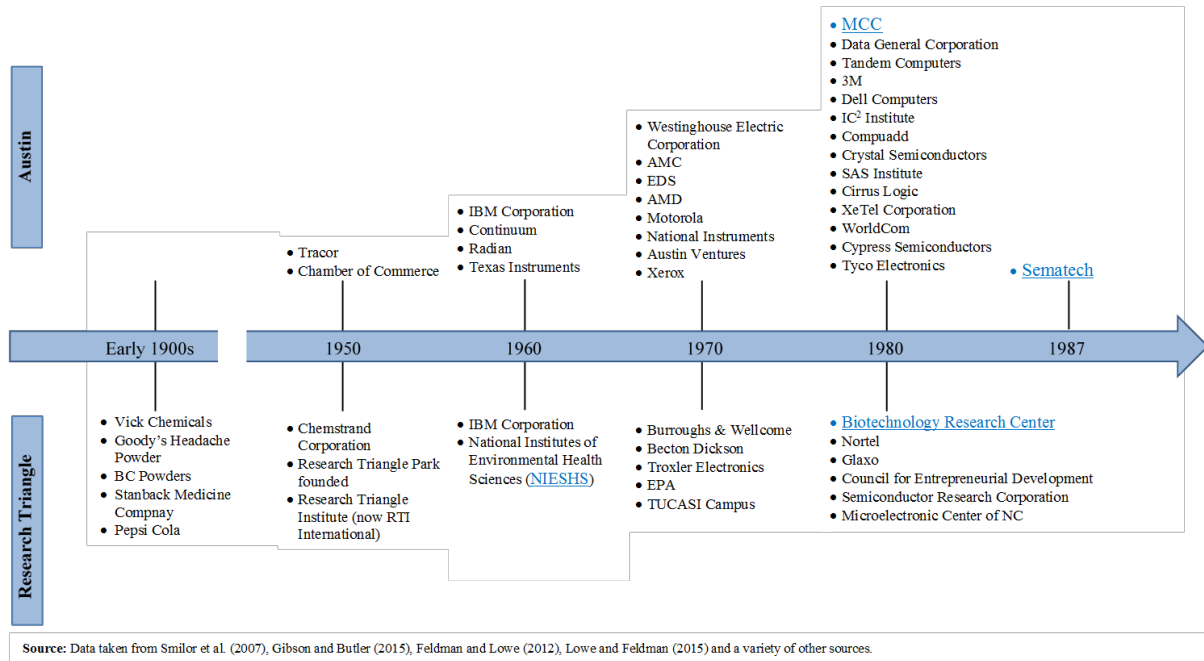 Austin
MCC
Data General Corporation
Tandem Computers
3M
Dell Computers
IC² Institute
Compuadd
Crystal Semiconductors
SAS Institute
Cirrus Logic
XeTel Corporation
WorldCom
Cypress Semiconductors
Tyco Electronics
Westinghouse Electric
Corporation
AMC
EDS
AMD
Motorola
National Instruments
Austin Ventures
Xerox
IBM Corporation
Continuum
Radian
Texas Instruments
Tracor
Chamber of Commerce
Sematech
Early 1900s
1950
1960
1970
1980
1987
Research Triangle
Vick Chemicals
Goody's Headache
Powder
BC Powders
Stanback Medicine
Compnay
Pepsi Cola
Chemstrand
Corporation
Research Triangle Park
founded
Research Triangle
Institute (now RTI
International)
IBM Corporation
National Institutes of
Environmental Health
Sciences (NIESHS)
Burroughs & Wellcome
Becton Dickson
Troxler Electronics
EPA
TUCASI Campus
Biotechnology Research Center
Nortel
Glaxo
Council for Entrepreneurial Development
Semiconductor Research Corporation
Microelectronic Center of NC
Source: Data taken from Smilor et al. (2007), Gibson and Butler (2015), Feldman and Lowe (2012), Lowe and Feldman (2015) and a variety of other sources.